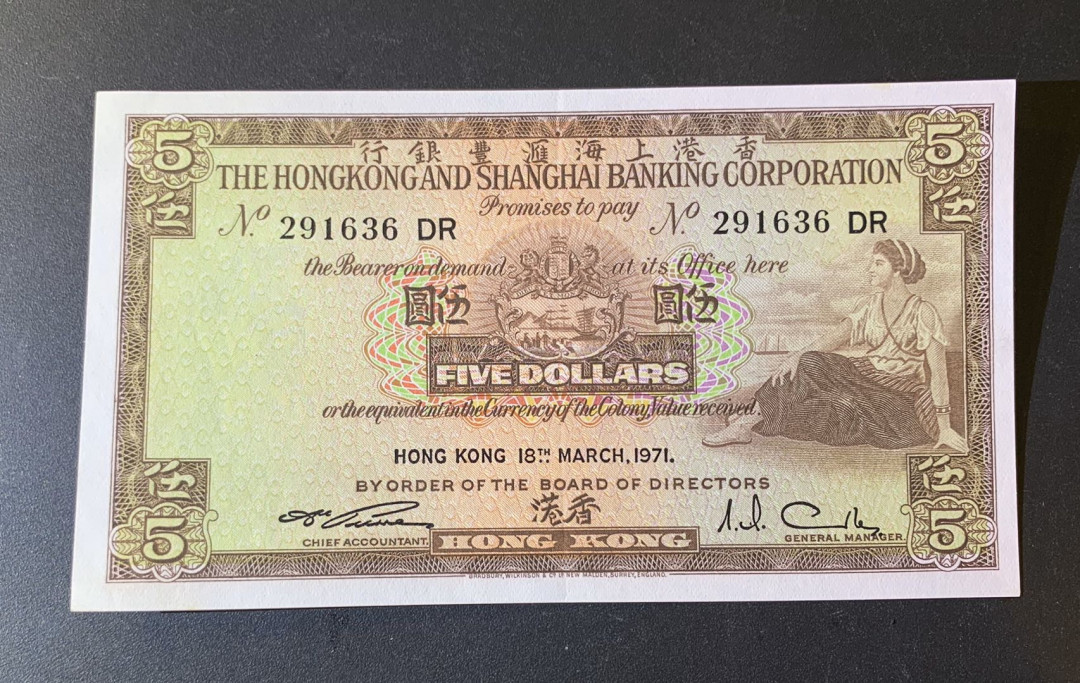 5 行銀豐滙海上港香 5
THE HONGKONG AND SHANGHAI BANKING CORPORATION
伍 Promises to pay 伍
No 291636 DR No 291636 DR
the Bearer on demand at its Office here
圓伍 圓伍
FIVE DOLLARS
or the equivalent in the Currency of the Colony, Value received.
HONG KONG 18TH MARCH, 1971.
伍 BY ORDER OF THE BOARD OF DIRECTORS 伍
港香
5 CHIEF ACCOUNTANT. HONG KONG GENERAL MANAGER. 5
BRADBURY, WILKINSON & Co Ld NEW MALDEN, SURREY, ENGLAND.